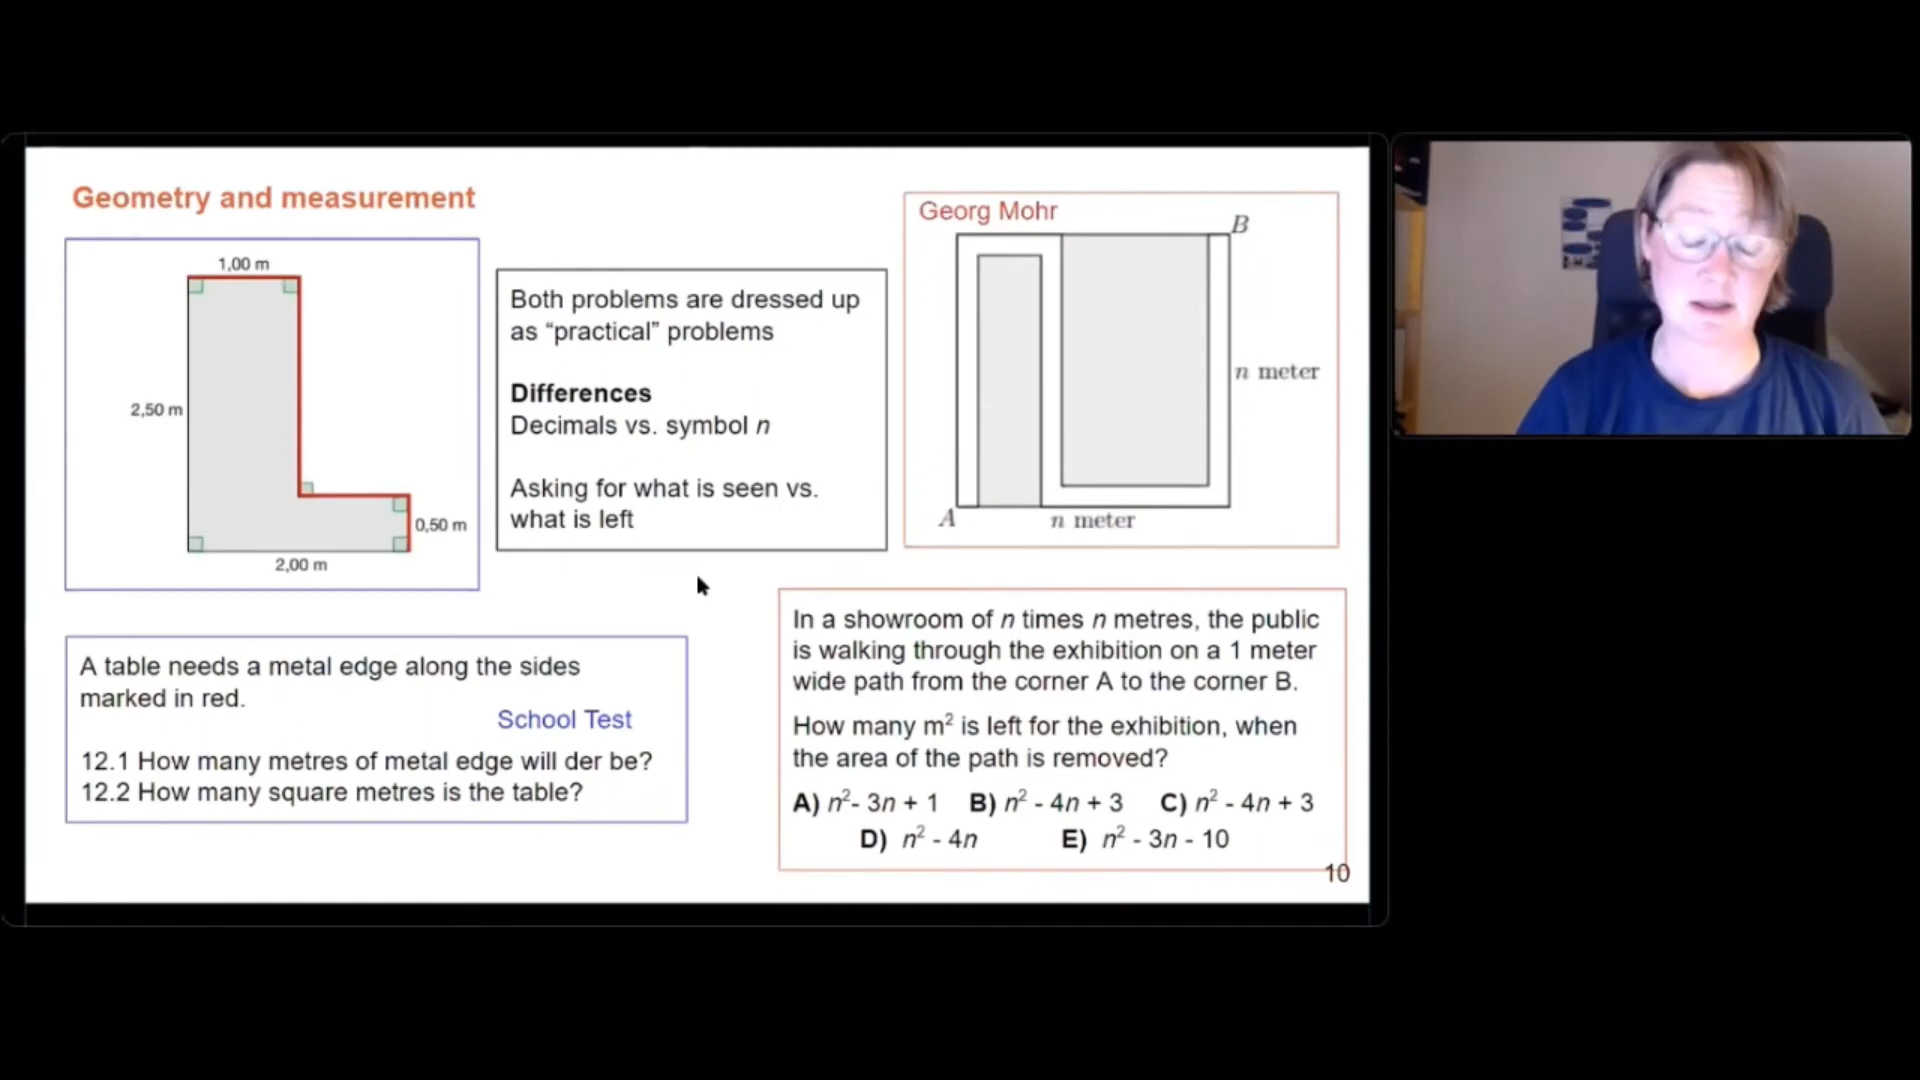 Geometry and measurement
1,00 m
2,50 m
0,50 m
2,00 m
Both problems are dressed up
as “practical” problems
Differences
Decimals vs. symbol n
Asking for what is seen vs.
what is left
Georg Mohr
B
n meter
A
n meter
A table needs a metal edge along the sides
marked in red.
School Test
12.1 How many metres of metal edge will der be?
12.2 How many square metres is the table?
In a showroom of n times n metres, the public
is walking through the exhibition on a 1 meter
wide path from the corner A to the corner B.
How many m² is left for the exhibition, when
the area of the path is removed?
A) n²- 3n + 1 B) n² - 4n + 3 C) n² - 4n + 3
D) n² - 4n E) n² - 3n - 10
10